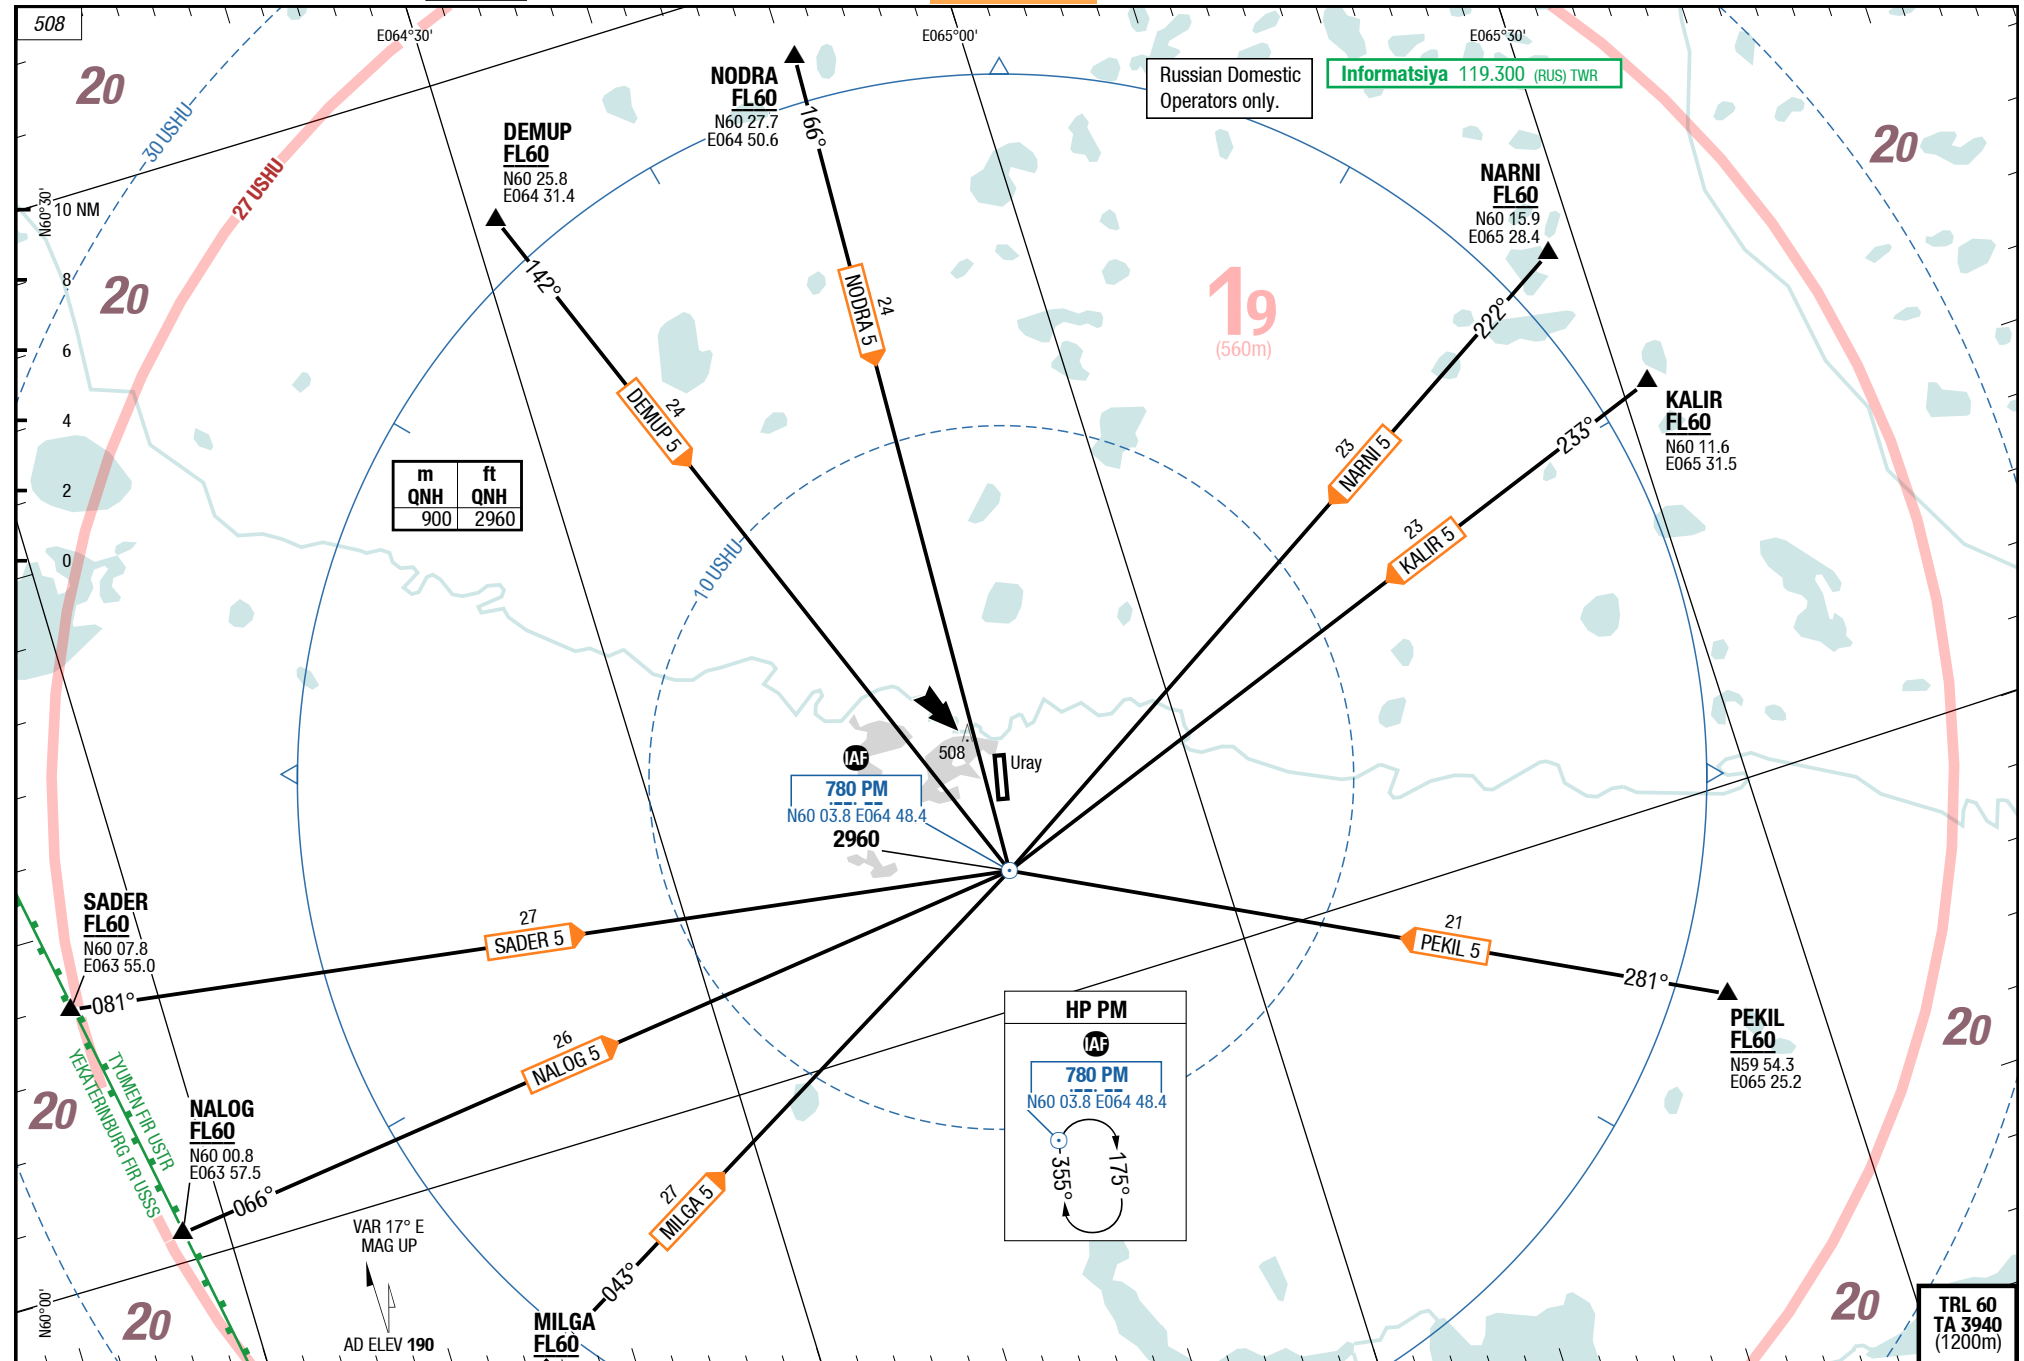 508
E064°30'
E065°00'
E065°30'
20
30 USHU
27 USHU
NODRA
FL60
N60 27.7
E064 50.6
166°
Russian Domestic
Operators only.
Informatsiya 119.300 (RUS) TWR
20
DEMUP
FL60
N60 25.8
E064 31.4
142°
NARNI
FL60
N60 15.9
E065 28.4
222°
N60°30'
10 NM
8
6
4
2
0
20
24
NODRA 5
19
(560m)
24
DEMUP 5
KALIR
FL60
N60 11.6
E065 31.5
233°
23
NARNI 5
23
KALIR 5
m ft
QNH QNH
900 2960
10 USHU
508
Uray
IAF
780 PM
N60 03.8 E064 48.4
2960
SADER
FL60
N60 07.8
E063 55.0
081°
27
SADER 5
21
PEKIL 5
281°
PEKIL
FL60
N59 54.3
E065 25.2
20
26
NALOG 5
HP PM
IAF
780 PM
N60 03.8 E064 48.4
355°
175°
TYUMEN FIR USTR
YEKATERINBURG FIR USSS
20
NALOG
FL60
N60 00.8
E063 57.5
066°
27
MILGA 5
043°
MILGA
FL60
VAR 17° E
MAG UP
AD ELEV 190
N60°00'
20
20
TRL 60
TA 3940
(1200m)